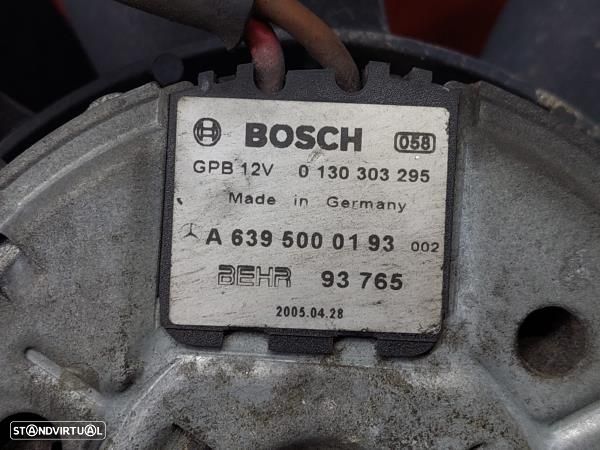 BOSCH 058
GPB 12V 0 130 303 295
Made in Germany
A 639 500 01 93 002
BEHR 93 765
2005.04.28
STANDVIRTUAL